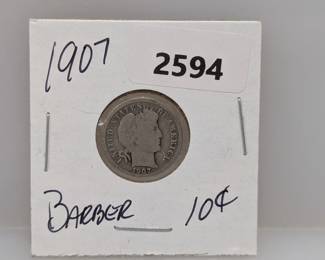 1907
2594
UNITED STATES OF AMERICA
1907
BARBER 10¢